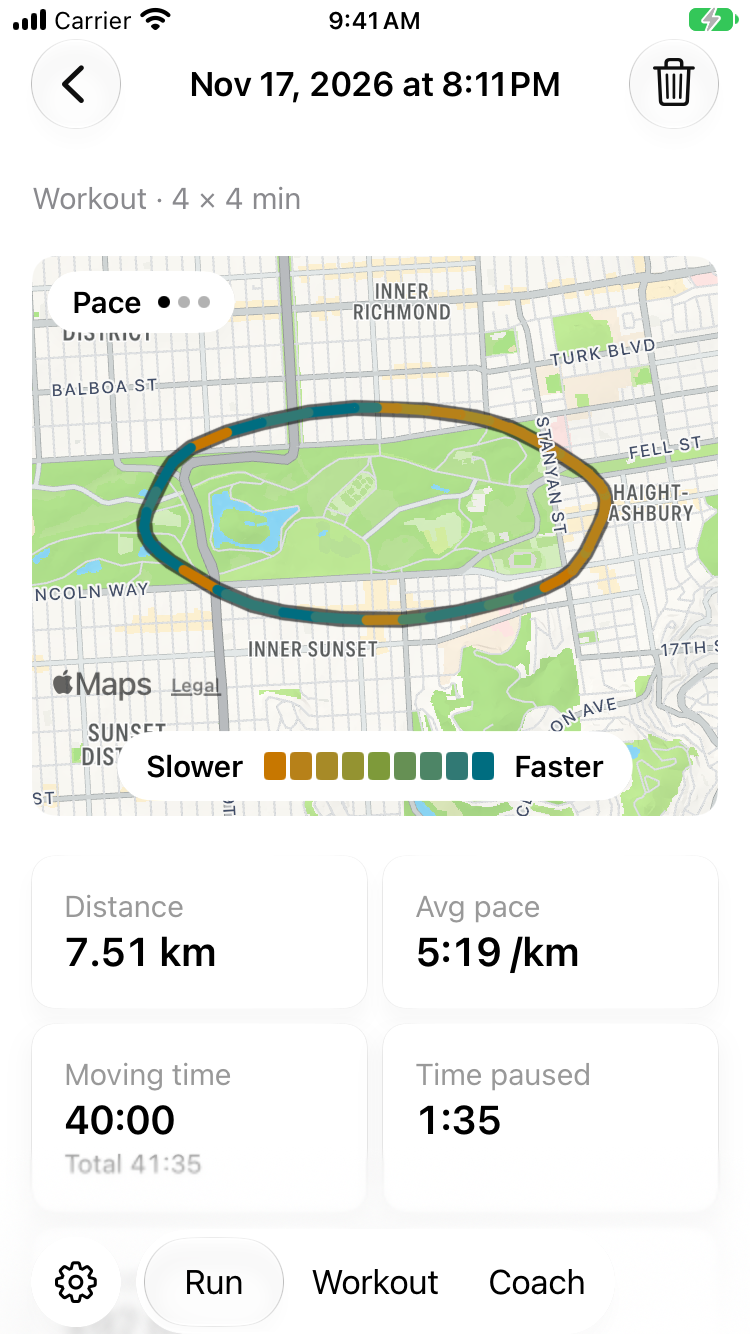 Carrier
9:41 AM
Nov 17, 2026 at 8:11 PM
Workout · 4 × 4 min
Pace
INNER
RICHMOND
DISTRICT
TURK BLVD
BALBOA ST
STANYAN ST
FELL ST
HAIGHT-
ASHBURY
NCOLN WAY
INNER SUNSET
17TH S
Maps
Legal
ON AVE
SUNSET
DIST
Slower
Faster
ST
Distance
7.51 km
Avg pace
5:19 /km
Moving time
40:00
Total 41:35
Time paused
1:35
Run
Workout
Coach